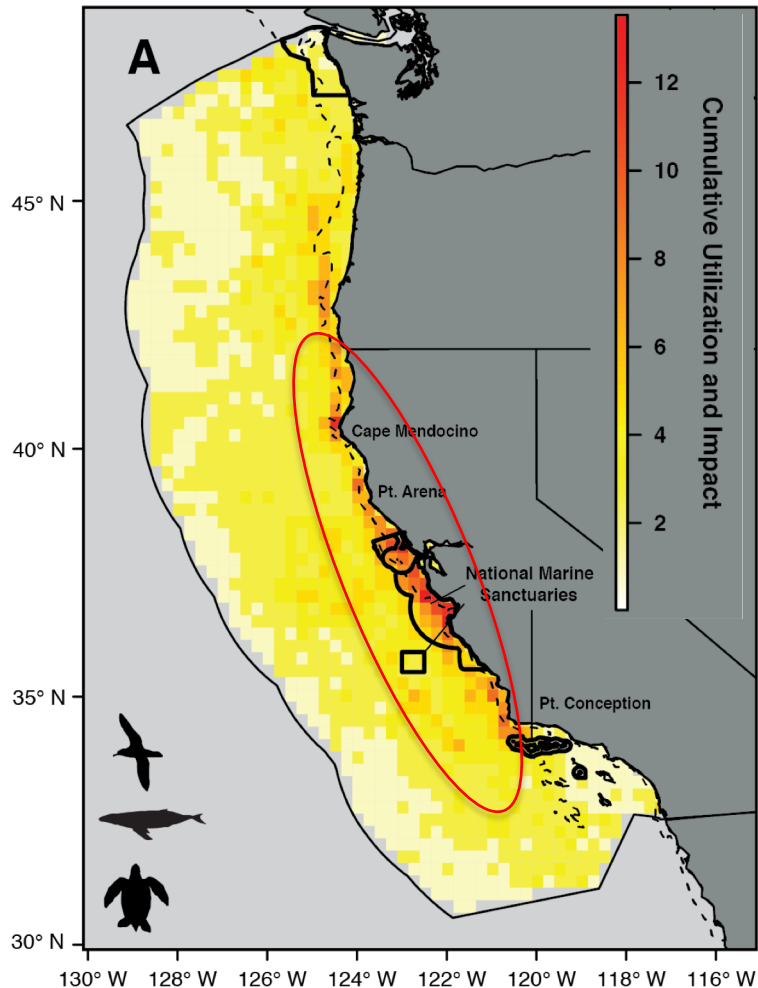 A
12
10
8
6
4
2
Cumulative Utilization and Impact
45° N
40° N
35° N
30° N
Cape Mendocino
Pt. Arena
National Marine
Sanctuaries
Pt. Conception
130° W 128° W 126° W 124° W 122° W 120° W 118° W 116° W